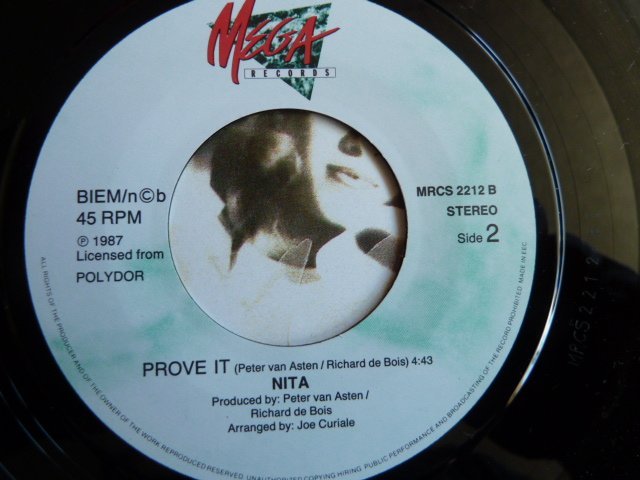 MEGA
RECORDS
BIEM/n©b
45 RPM
℗ 1987
Licensed from
POLYDOR
MRCS 2212 B
STEREO
Side 2
PROVE IT (Peter van Asten / Richard de Bois) 4:43
NITA
Produced by: Peter van Asten /
Richard de Bois
Arranged by: Joe Curiale
ALL RIGHTS OF THE PRODUCER AND OF THE OWNER OF THE WORK REPRODUCED RESERVED. UNAUTHORIZED COPYING HIRING PUBLIC PERFORMANCE AND BROADCASTING OF THE RECORD PROHIBITED. MADE IN EEC
MRCS 2212